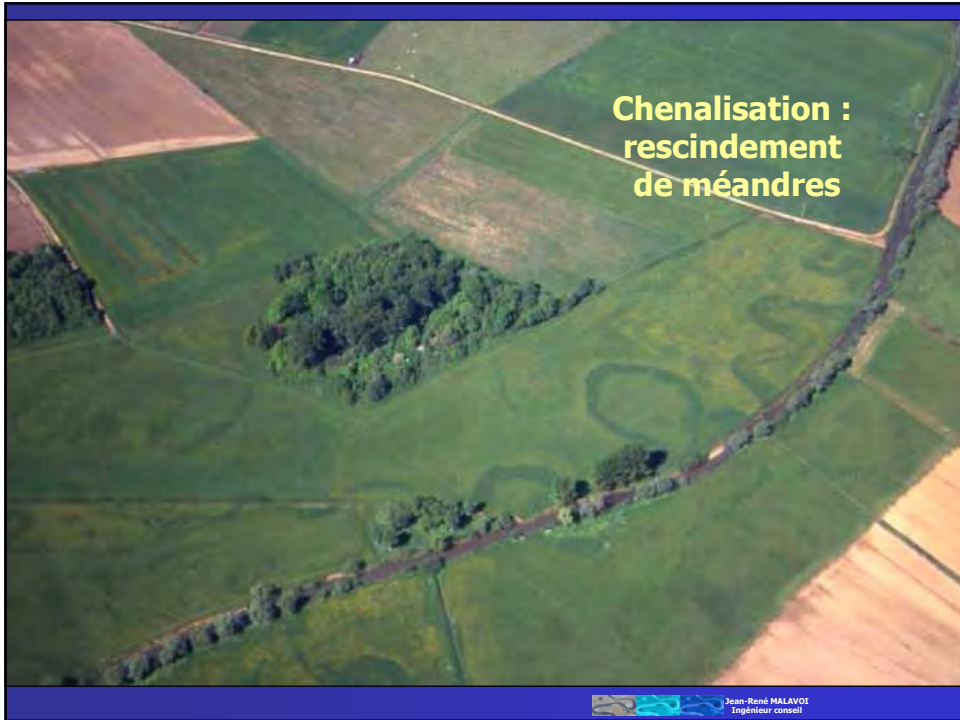 Chenalisation :
rescindement
de méandres
Jean-René MALAVOI
Ingénieur conseil